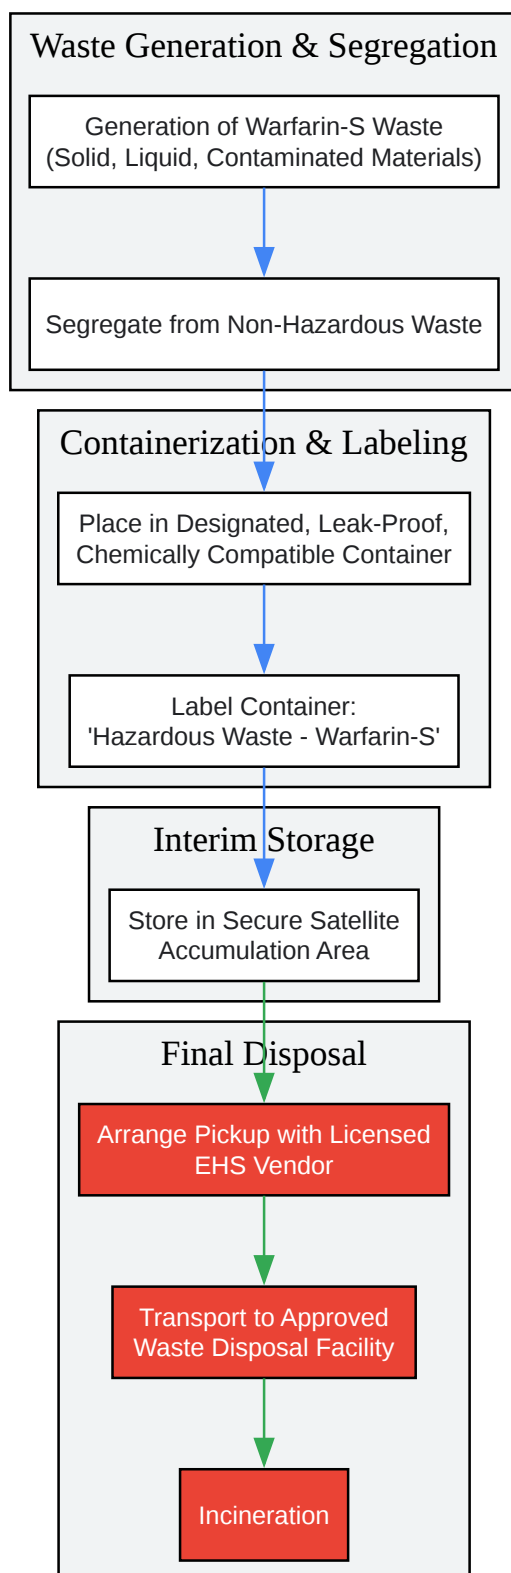 Waste Generation & Segregation
Generation of Warfarin-S Waste
(Solid, Liquid, Contaminated Materials)
Segregate from Non-Hazardous Waste
Containerization & Labeling
Place in Designated, Leak-Proof,
Chemically Compatible Container
Label Container:
'Hazardous Waste - Warfarin-S'
Interim Storage
Store in Secure Satellite
Accumulation Area
Final Disposal
Arrange Pickup with Licensed
EHS Vendor
Transport to Approved
Waste Disposal Facility
Incineration